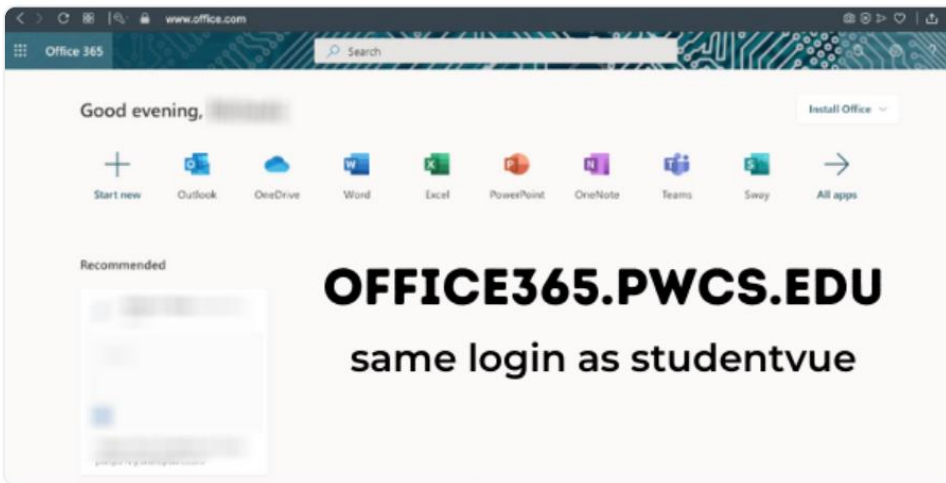 www.office.com
Office 365
Search
Good evening,
Install Office
Start new
Outlook
OneDrive
Word
Excel
PowerPoint
OneNote
Teams
Sway
All apps
Recommended
OFFICE365.PWCS.EDU
same login as studentvue